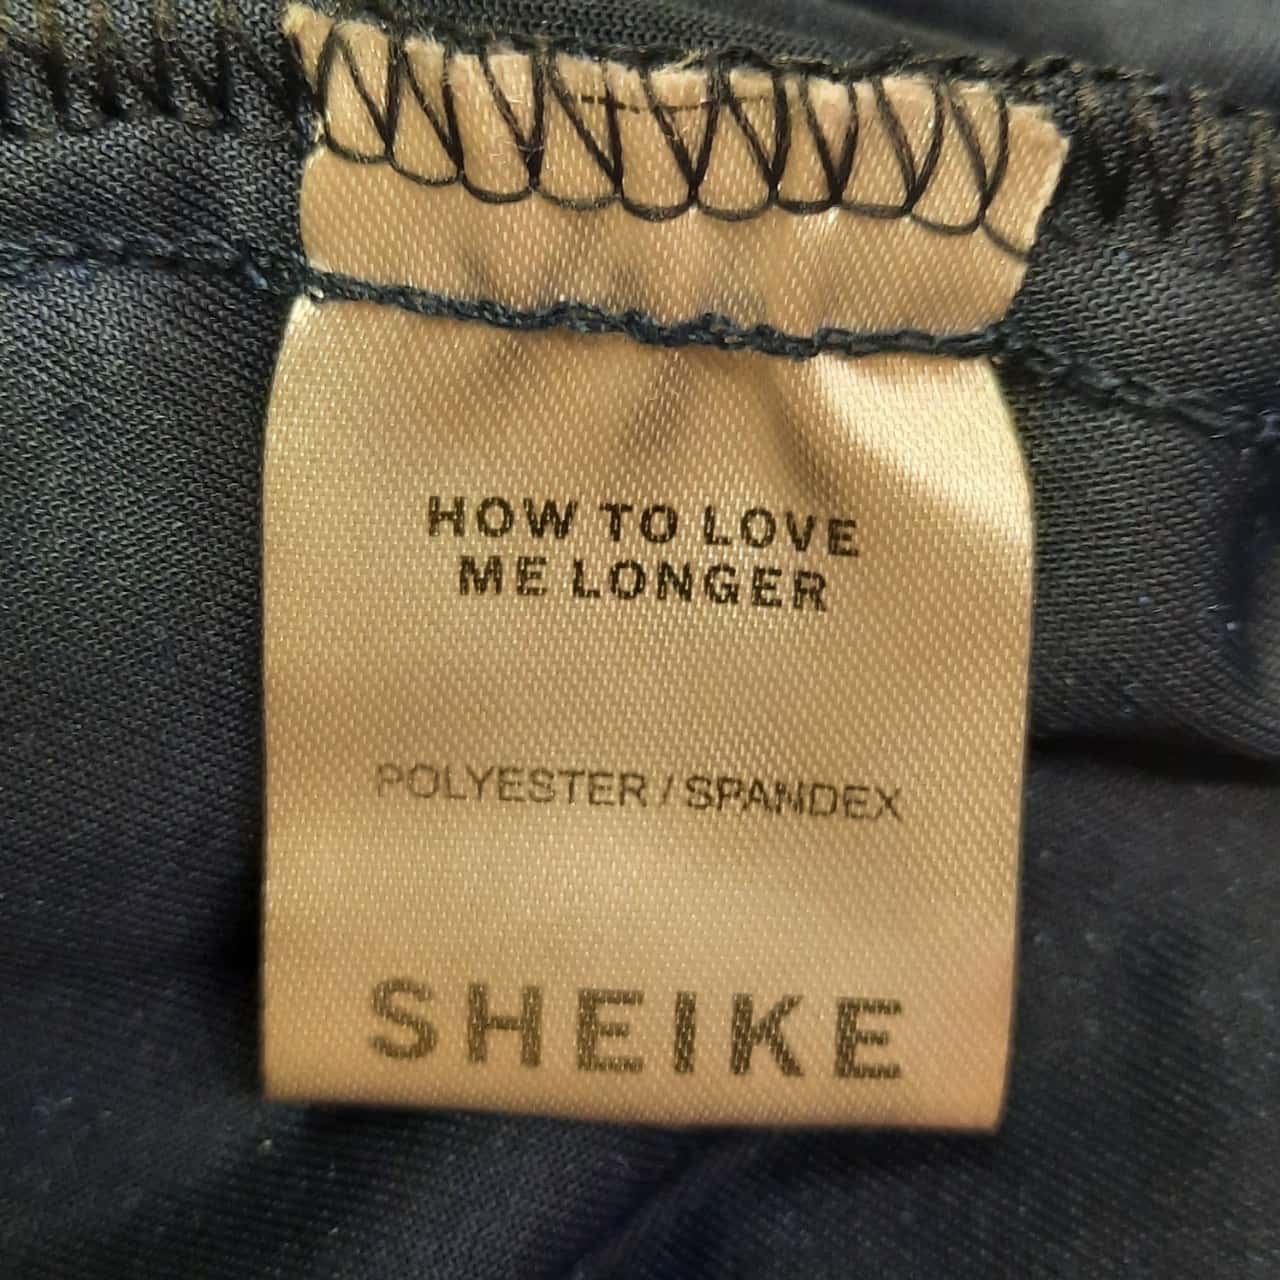 HOW TO LOVE
ME LONGER
POLYESTER / SPANDEX
SHEIKE